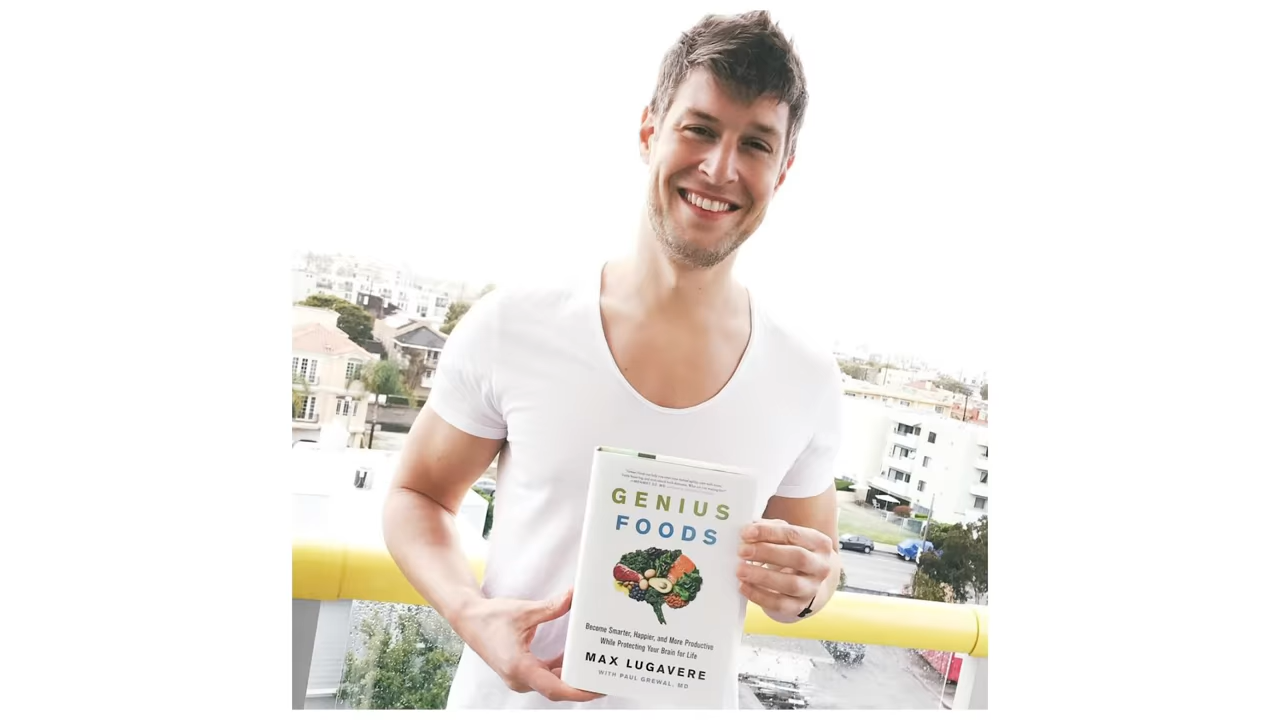 GENIUS
FOODS
Become Smarter, Happier, and More Productive
While Protecting Your Brain for Life
MAX LUGAVERE
WITH PAUL GREWAL, MD